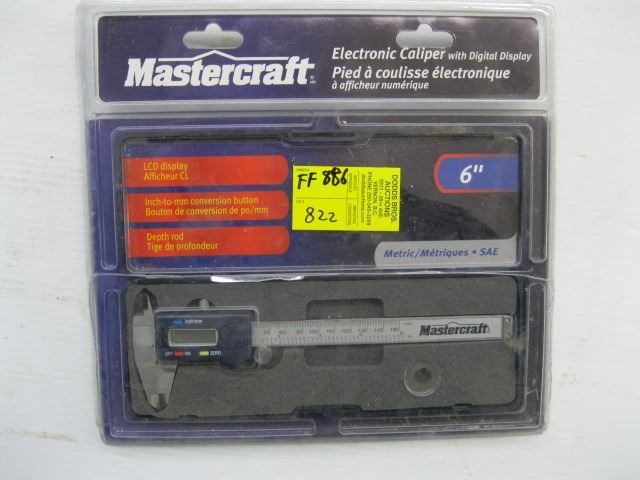 Mastercraft
Electronic Caliper with Digital Display
Pied à coulisse électronique
à afficheur numérique
LCD display
Afficheur CL
Inch-to-mm conversion button
Bouton de conversion de po/mm
Depth rod
Tige de profondeur
FF 886
822
DODDS BROS.
AUCTIONS
VERNON, B.C.
6"
Metric/Métriques • SAE
inch/mm
OFF ON ZERO
Mastercraft